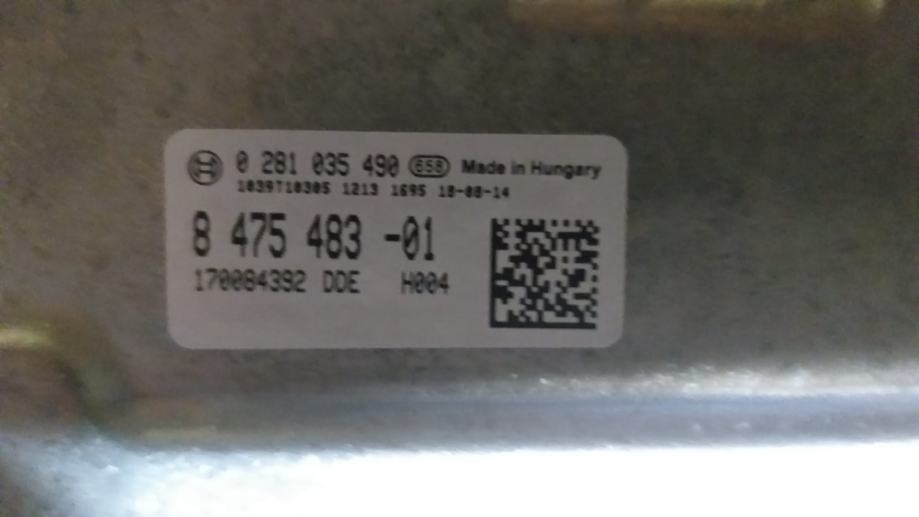 0 281 035 490 658 Made in Hungary
1039T10305 1213 1695 18-08-14
8 475 483 -01
170084392 DDE H004